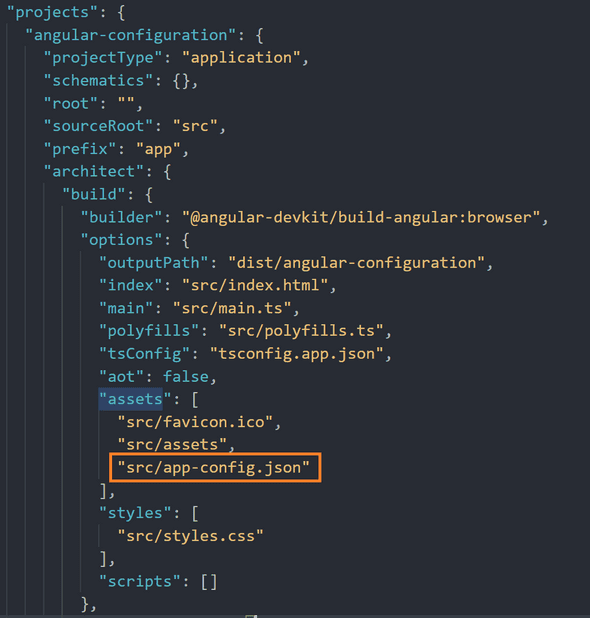 "projects": {
"angular-configuration": {
"projectType": "application",
"schematics": {},
"root": "",
"sourceRoot": "src",
"prefix": "app",
"architect": {
"build": {
"builder": "@angular-devkit/build-angular:browser",
"options": {
"outputPath": "dist/angular-configuration",
"index": "src/index.html",
"main": "src/main.ts",
"polyfills": "src/polyfills.ts",
"tsConfig": "tsconfig.app.json",
"aot": false,
"assets": [
"src/favicon.ico",
"src/assets",
"src/app-config.json"
],
"styles": [
"src/styles.css"
],
"scripts": []
},